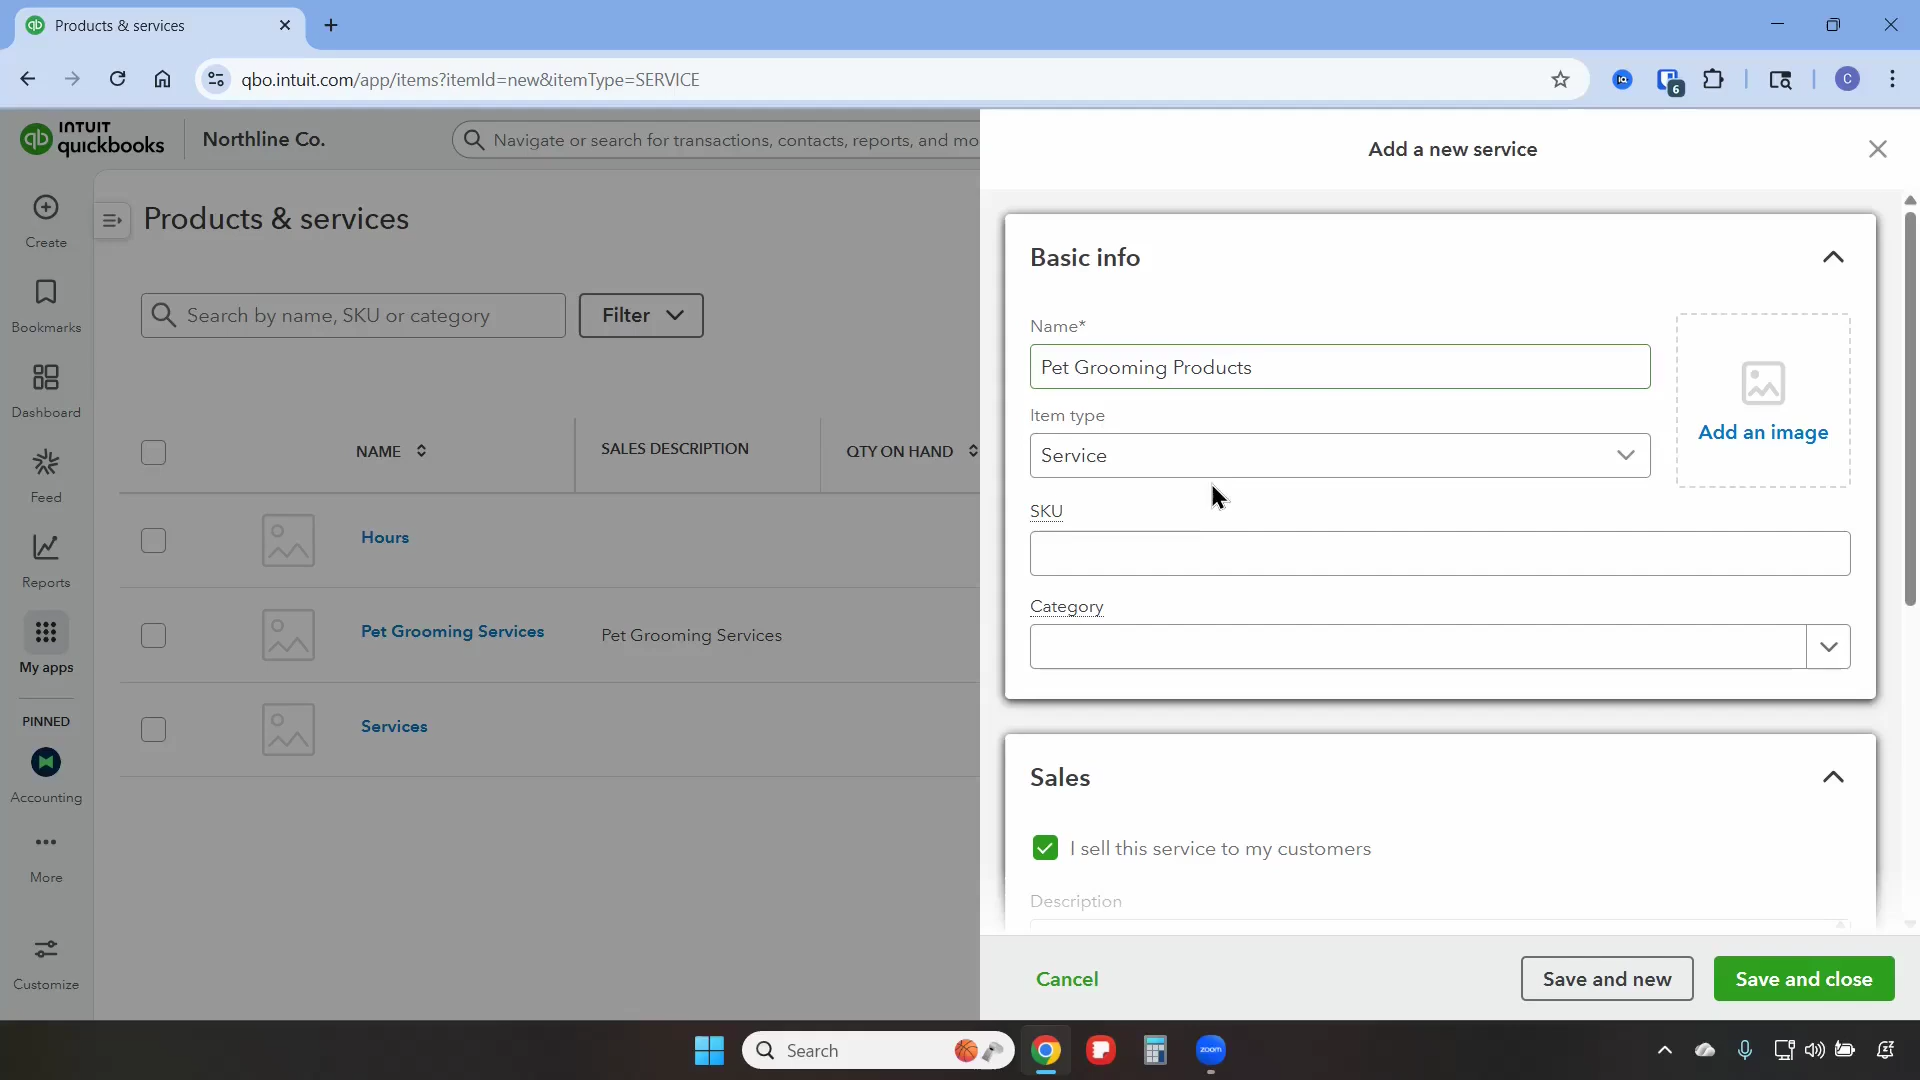 Products & services
qbo.intuit.com/app/items?itemId=new&itemType=SERVICE
6
C
INTUIT
quickbooks
Northline Co.
Navigate or search for transactions, contacts, reports, and mo
Add a new service
Create
Bookmarks
Dashboard
Feed
Reports
My apps
PINNED
Accounting
More
Customize
Products & services
Search by name, SKU or category
Filter
NAME
SALES DESCRIPTION
QTY ON HAND
Hours
Pet Grooming Services
Pet Grooming Services
Services
Basic info
Name*
Pet Grooming Products
Item type
Service
Add an image
SKU
Category
Sales
I sell this service to my customers
Description
Cancel
Save and new
Save and close
Search
zoom